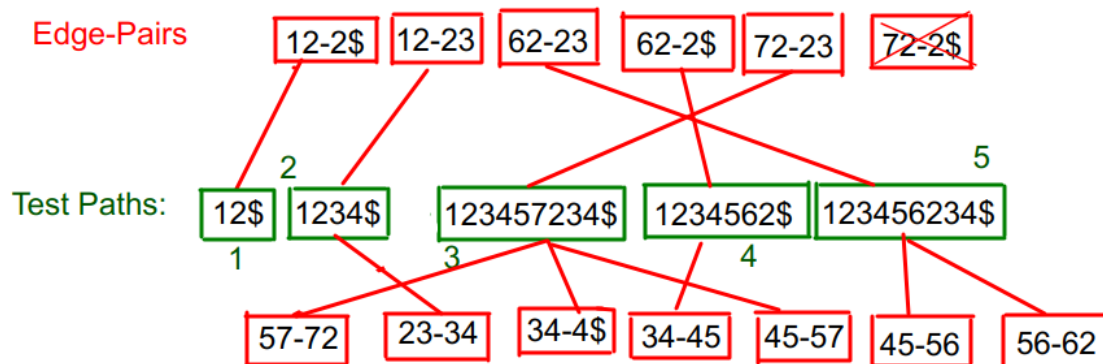 Edge-Pairs 12-2$ 12-23 62-23 62-2$ 72-23 72-2$
2 5
Test Paths: 12$ 1234$ 123457234$ 1234562$ 123456234$
1 3 4
57-72 23-34 34-4$ 34-45 45-57 45-56 56-62